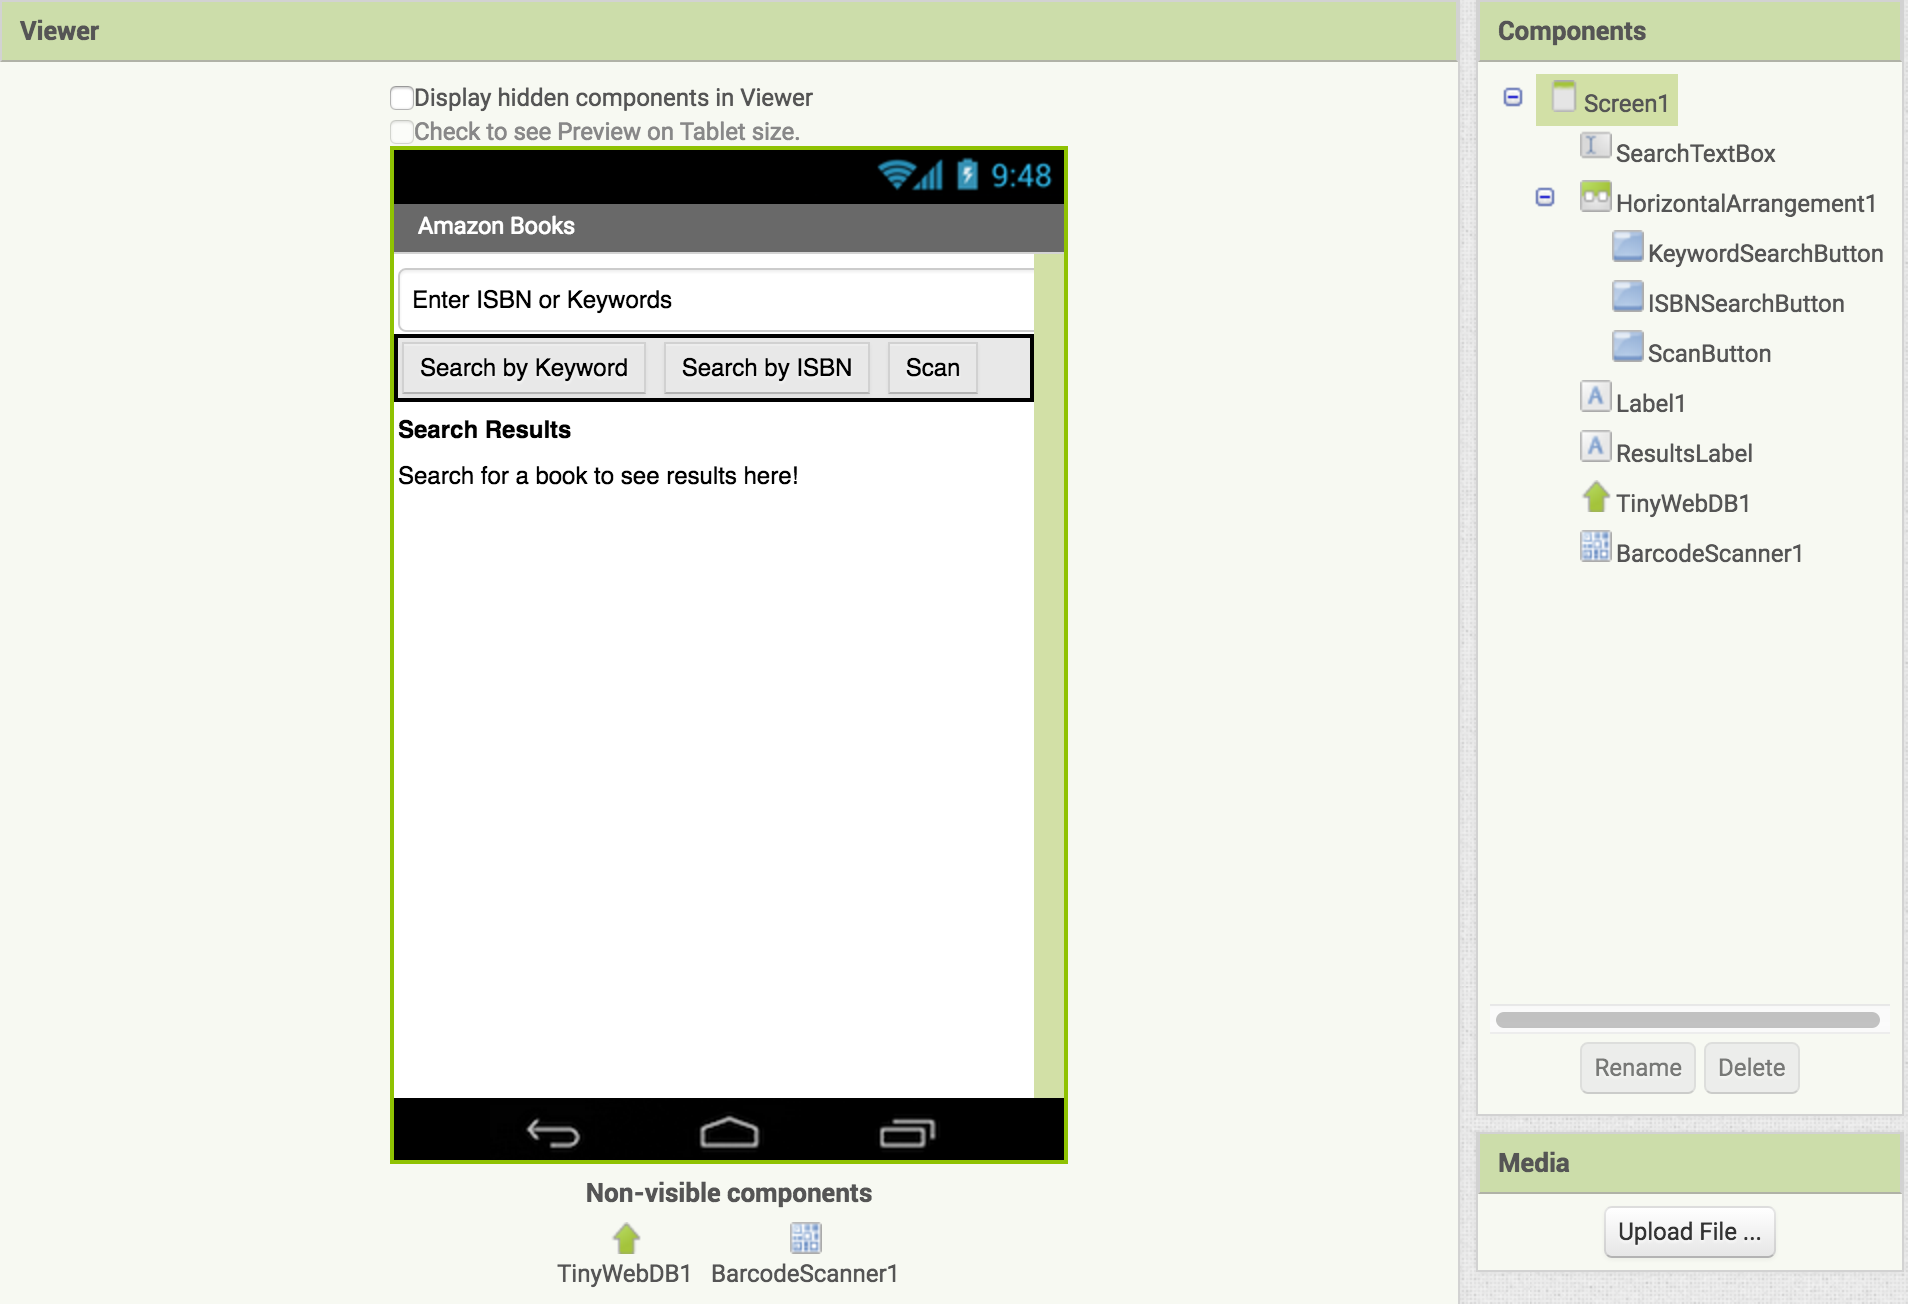 Viewer
Display hidden components in Viewer
Check to see Preview on Tablet size.
9:48
Amazon Books
Enter ISBN or Keywords
Search by Keyword Search by ISBN Scan
Search Results
Search for a book to see results here!
Non-visible components
TinyWebDB1 BarcodeScanner1
Components
Screen1
SearchTextBox
HorizontalArrangement1
KeywordSearchButton
ISBNSearchButton
ScanButton
A Label1
A ResultsLabel
TinyWebDB1
BarcodeScanner1
Rename Delete
Media
Upload File ...